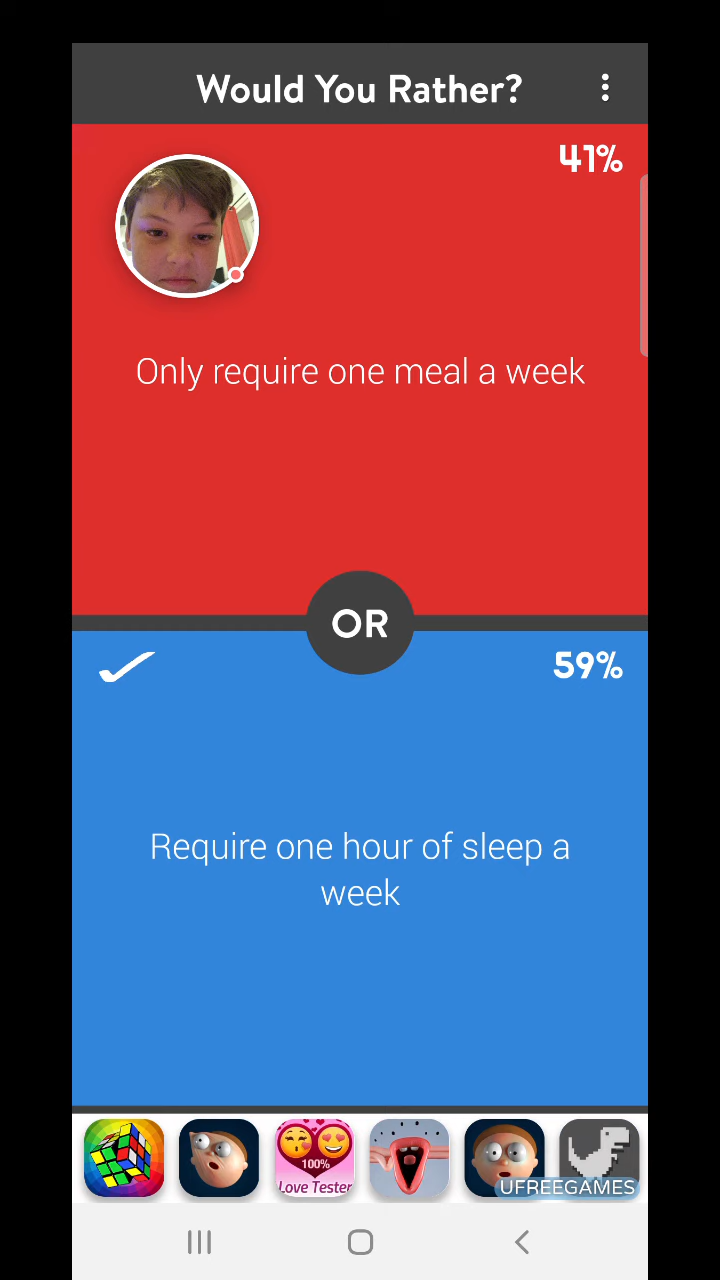 Would You Rather?
41%
Only require one meal a week
OR
59%
Require one hour of sleep a
week
100%
Love Tester
UFREEGAMES